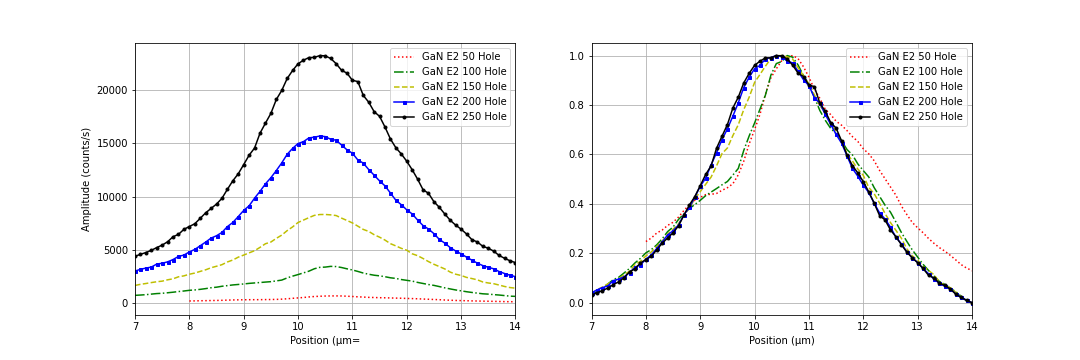 Amplitude (counts/s)
20000
15000
10000
5000
0
7 8 9 10 11 12 13 14
Position (µm=
GaN E2 50 Hole
GaN E2 100 Hole
GaN E2 150 Hole
GaN E2 200 Hole
GaN E2 250 Hole
1.0
0.8
0.6
0.4
0.2
0.0
7 8 9 10 11 12 13 14
Position (µm)
GaN E2 50 Hole
GaN E2 100 Hole
GaN E2 150 Hole
GaN E2 200 Hole
GaN E2 250 Hole